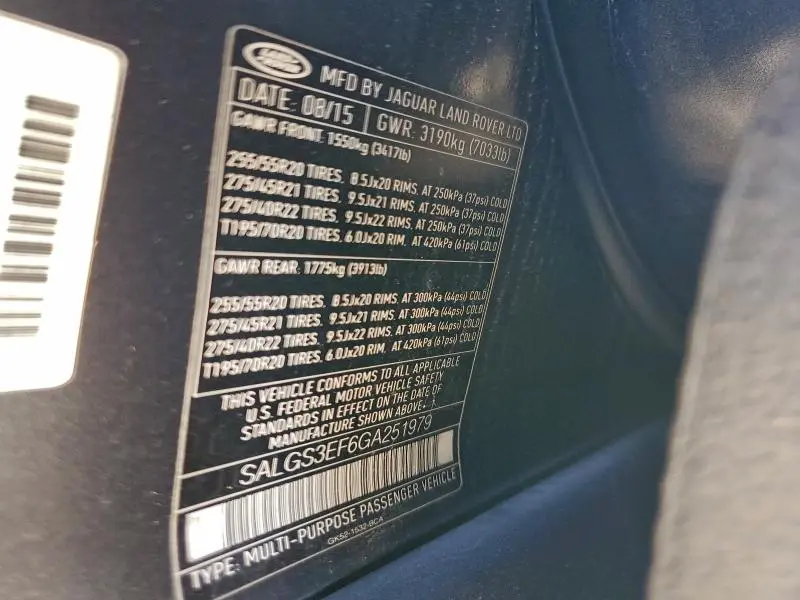 LAND ROVER
MFD BY JAGUAR LAND ROVER LTD
DATE: 08/15 GWR: 3190kg (7033lb)
GAWR FRONT: 1550kg (3417lb)
255/55R20 TIRES, 8.5Jx20 RIMS, AT 250kPa (37psi) COLD
275/45R21 TIRES, 9.5Jx21 RIMS, AT 250kPa (37psi) COLD
275/40R22 TIRES, 9.5Jx22 RIMS, AT 250kPa (37psi) COLD
T195/70R20 TIRES, 6.0Jx20 RIM, AT 420kPa (61psi) COLD
GAWR REAR: 1775kg (3913lb)
255/55R20 TIRES, 8.5Jx20 RIMS, AT 300kPa (44psi) COLD
275/45R21 TIRES, 9.5Jx21 RIMS, AT 300kPa (44psi) COLD
275/40R22 TIRES, 9.5Jx22 RIMS, AT 300kPa (44psi) COLD
T195/70R20 TIRES, 6.0Jx20 RIM, AT 420kPa (61psi) COLD
THIS VEHICLE CONFORMS TO ALL APPLICABLE
U.S. FEDERAL MOTOR VEHICLE SAFETY
STANDARDS IN EFFECT ON THE DATE OF
MANUFACTURE SHOWN ABOVE.
SALGS3EF6GA251979
TYPE: MULTI-PURPOSE PASSENGER VEHICLE
GK52-1532-BCA